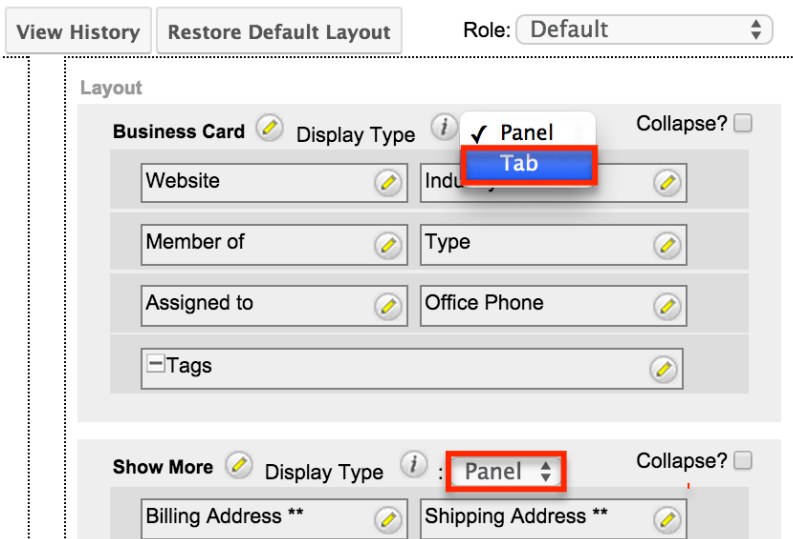 View History Restore Default Layout Role: Default
Layout
Business Card Display Type i ✓ Panel Collapse?
Tab
Website
Member of Type
Assigned to Office Phone
Tags
Show More Display Type i : Panel Collapse?
Billing Address ** Shipping Address **